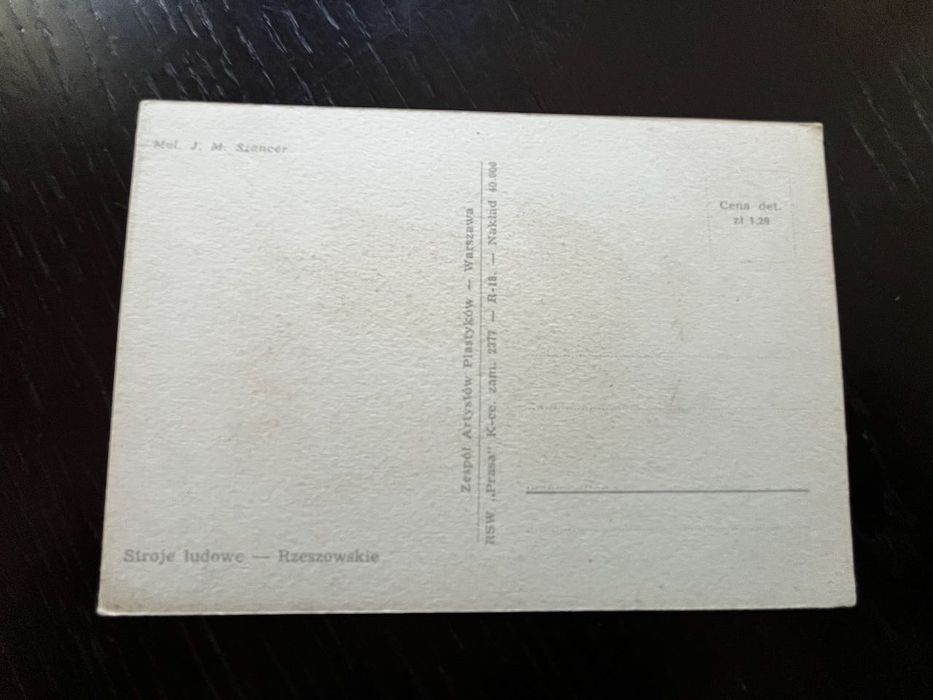 Mal. J. M. Szancer
Zespół Artystów Plastyków — Warszawa
RSW „Prasa" K-ce. zam. 2377 — R-18. — Nakład 40.000
Cena det.
zł 1.20
Stroje ludowe — Rzeszowskie